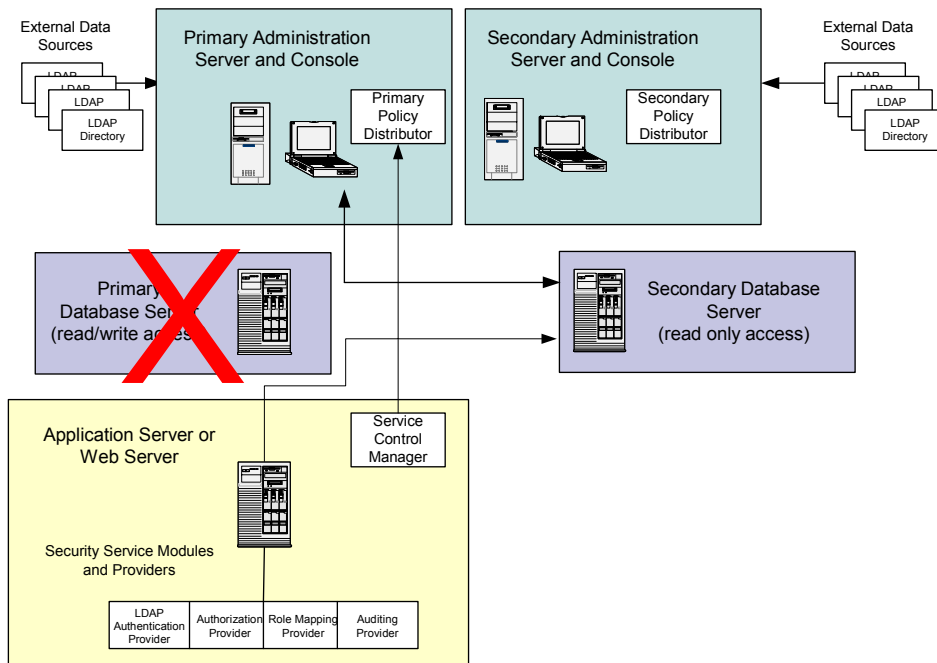 External Data
Sources
LDAP
LDAP
LDAP
LDAP
Directory
Primary Administration
Server and Console
Primary
Policy
Distributor
Secondary Administration
Server and Console
Secondary
Policy
Distributor
External Data
Sources
LDAP
LDAP
LDAP
LDAP
Directory
Primary
Database Server
(read/write access)
Secondary Database
Server
(read only access)
Application Server or
Web Server
Service
Control
Manager
Security Service Modules
and Providers
LDAP
Authentication
Provider
Authorization
Provider
Role Mapping
Provider
Auditing
Provider